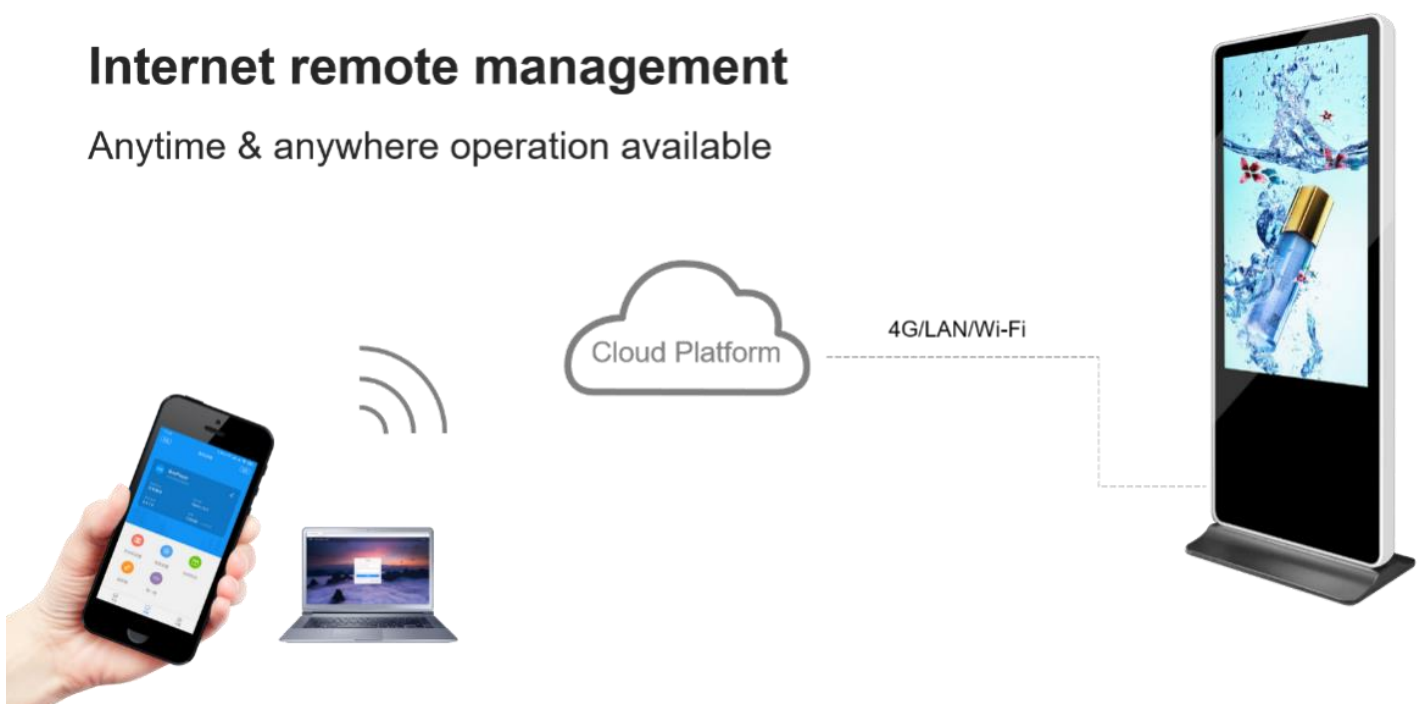 Internet remote management
Anytime & anywhere operation available
Cloud Platform
4G/LAN/Wi-Fi